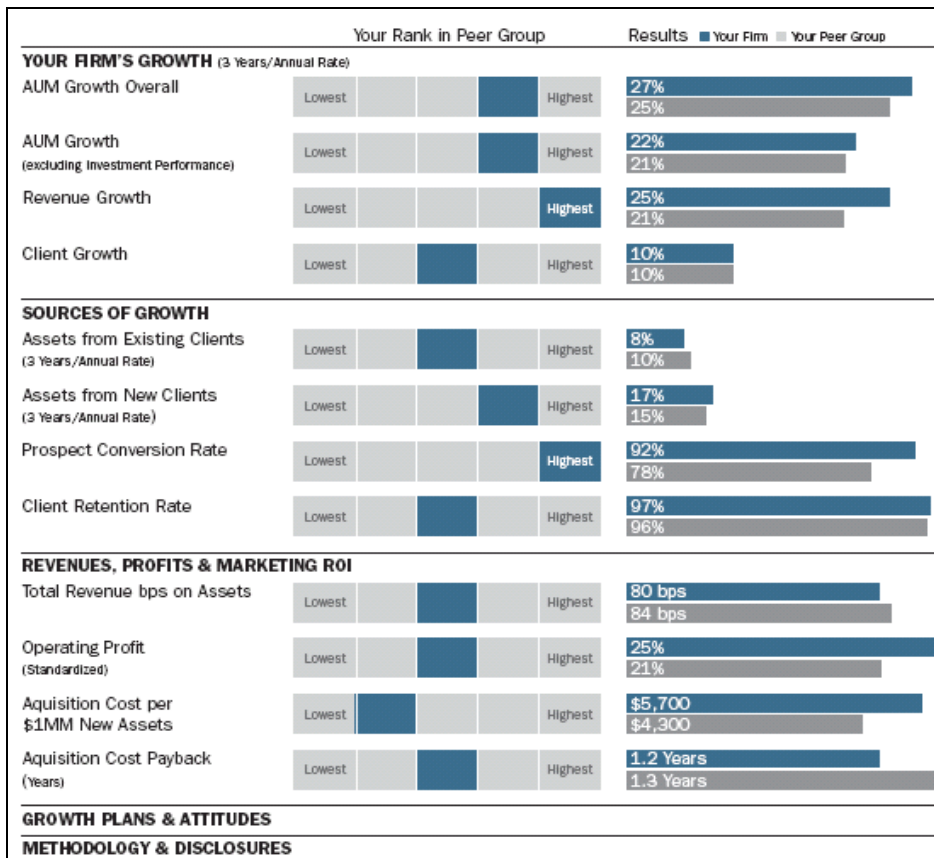 Your Rank in Peer Group Results Your Firm Your Peer Group
YOUR FIRM'S GROWTH (3 Years/Annual Rate)
AUM Growth Overall Lowest Highest 27%
25%
AUM Growth Lowest Highest 22%
(excluding Investment Performance) 21%
Revenue Growth Lowest Highest 25%
21%
Client Growth Lowest Highest 10%
10%
SOURCES OF GROWTH
Assets from Existing Clients Lowest Highest 8%
(3 Years/Annual Rate) 10%
Assets from New Clients Lowest Highest 17%
(3 Years/Annual Rate) 15%
Prospect Conversion Rate Lowest Highest 92%
78%
Client Retention Rate Lowest Highest 97%
96%
REVENUES, PROFITS & MARKETING ROI
Total Revenue bps on Assets Lowest Highest 80 bps
84 bps
Operating Profit Lowest Highest 25%
(Standardized) 21%
Aquisition Cost per Lowest Highest $5,700
$1MM New Assets $4,300
Aquisition Cost Payback Lowest Highest 1.2 Years
(Years) 1.3 Years
GROWTH PLANS & ATTITUDES
METHODOLOGY & DISCLOSURES